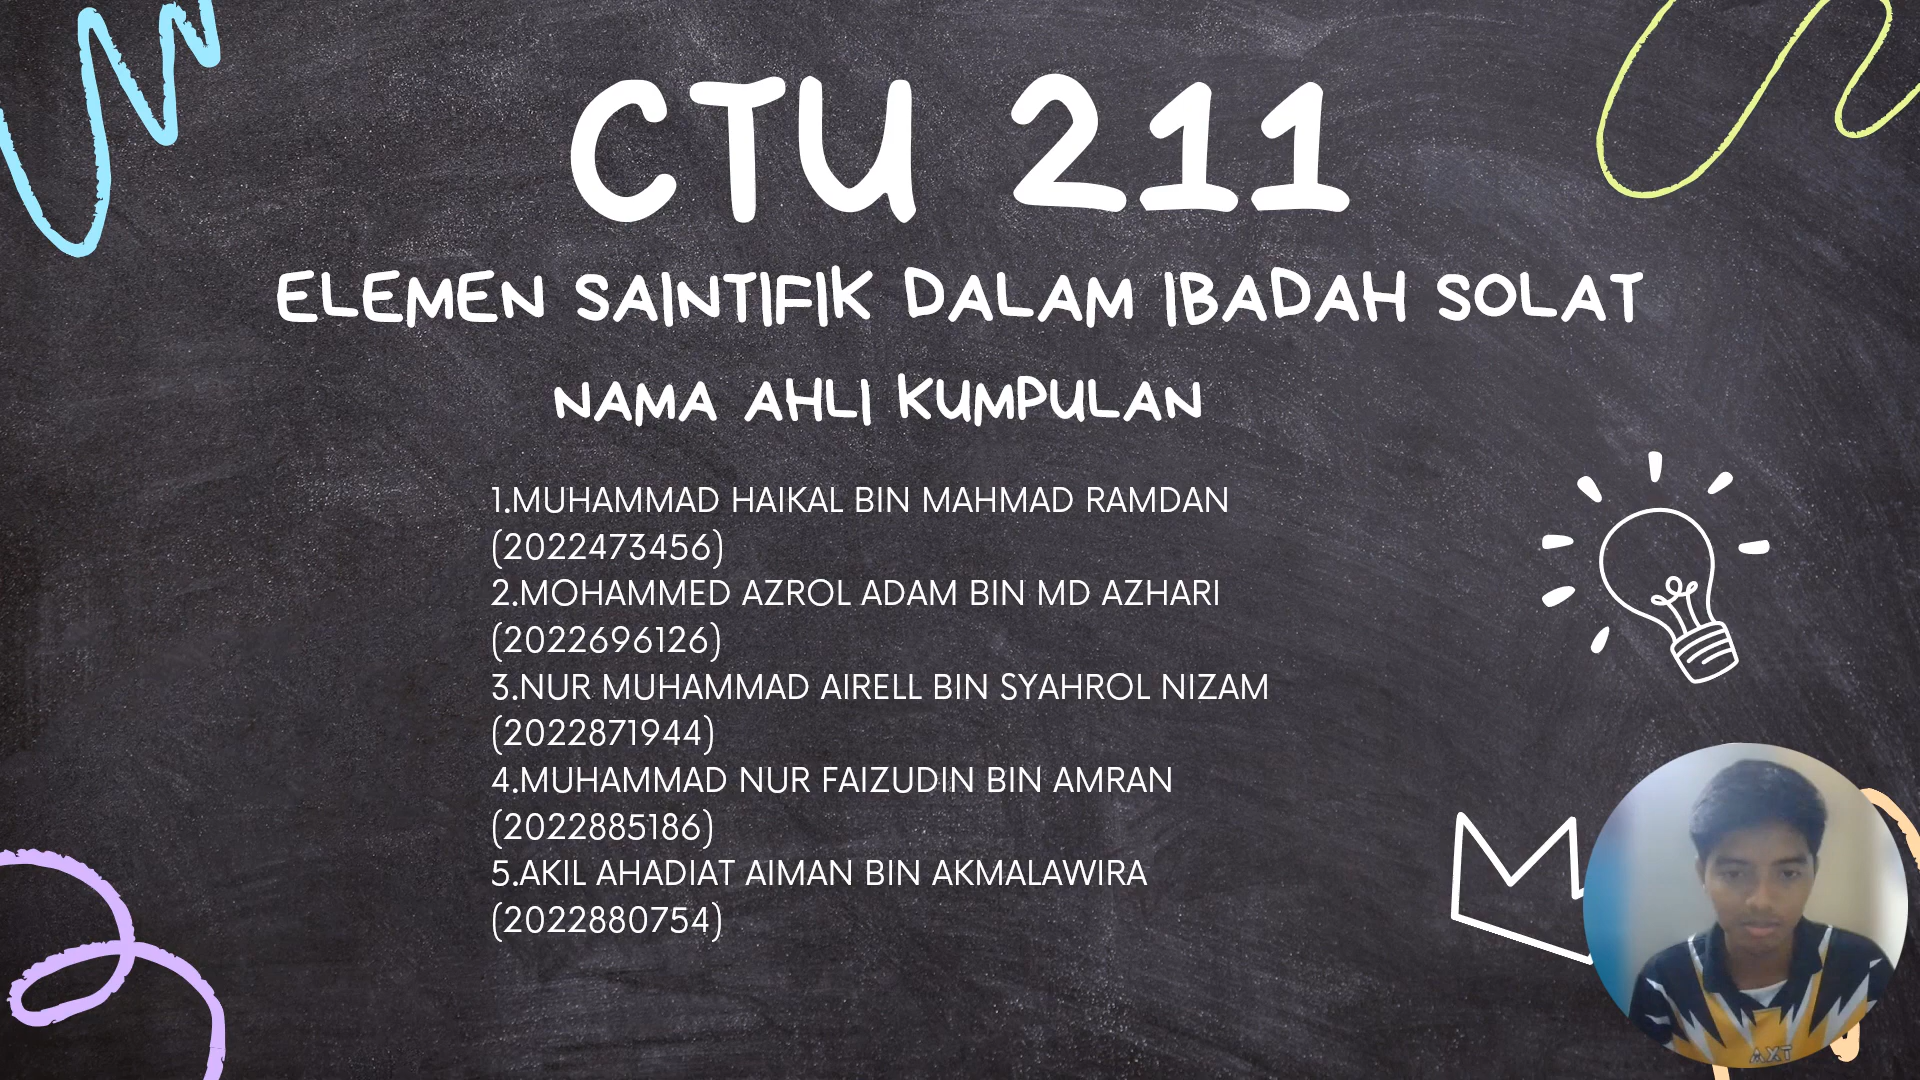 CTU 211
ELEMEN SAINTIFIK DALAM IBADAH SOLAT
NAMA AHLI KUMPULAN
1.MUHAMMAD HAIKAL BIN MAHMAD RAMDAN
(2022473456)
2.MOHAMMED AZROL ADAM BIN MD AZHARI
(2022696126)
3.NUR MUHAMMAD AIRELL BIN SYAHROL NIZAM
(2022871944)
4.MUHAMMAD NUR FAIZUDIN BIN AMRAN
(2022885186)
5.AKIL AHADIAT AIMAN BIN AKMALAWIRA
(2022880754)
AXT